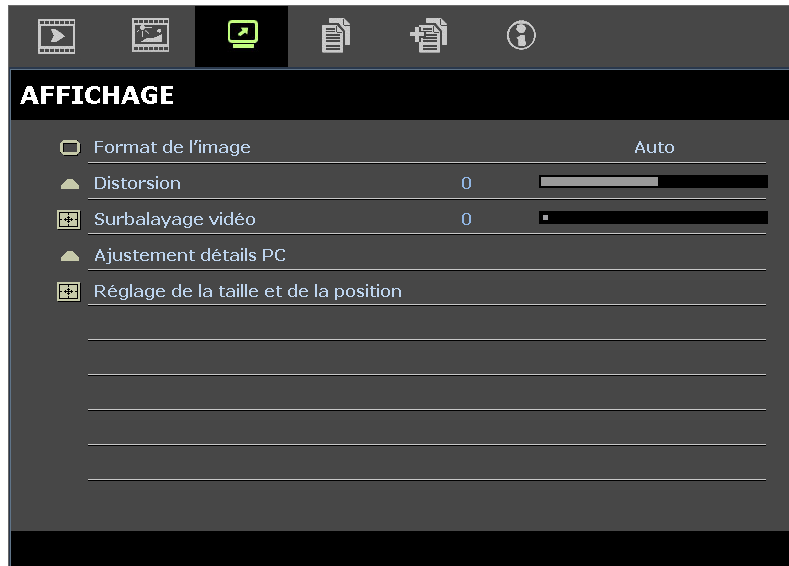 AFFICHAGE
Format de l'image Auto
Distorsion 0
Surbalayage vidéo 0
Ajustement détails PC
Réglage de la taille et de la position